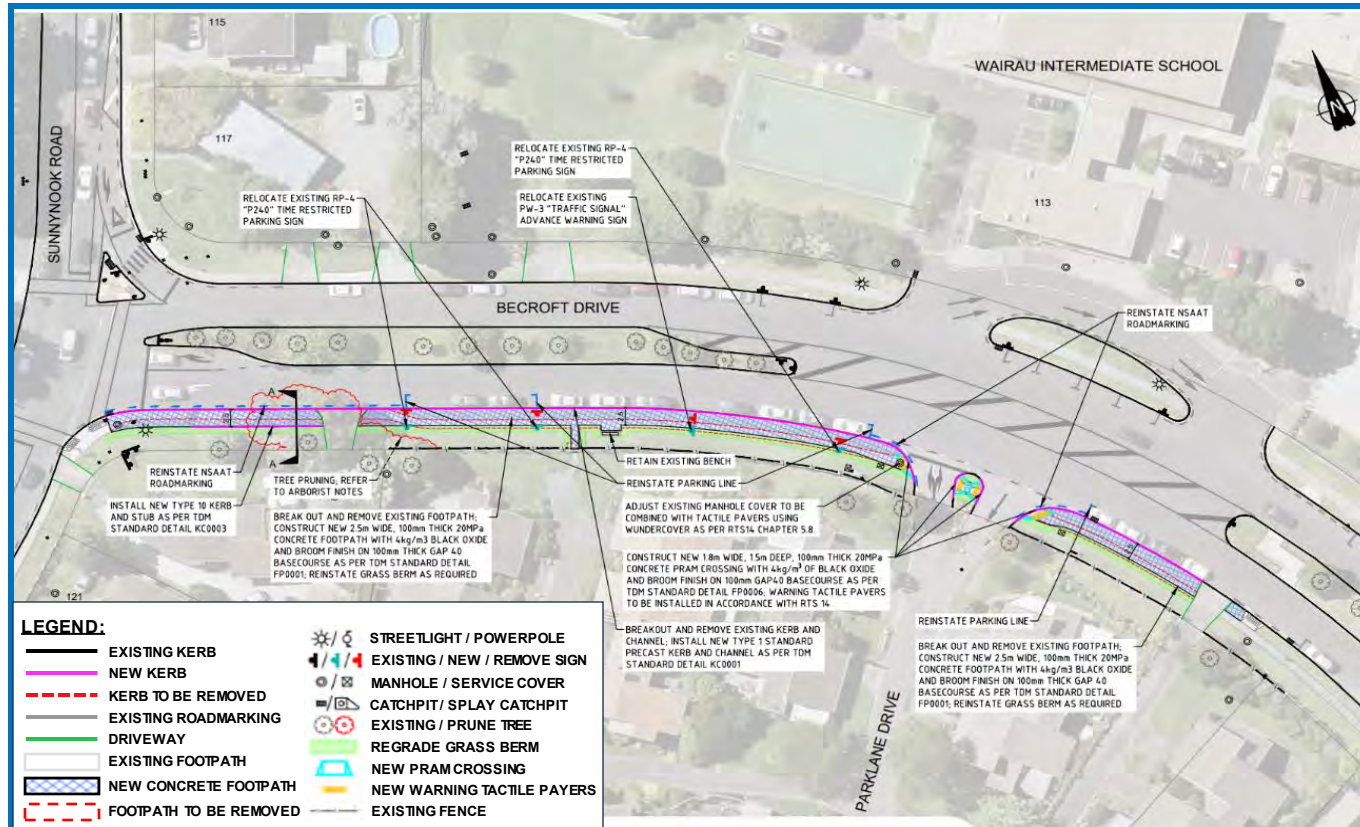 115
117
SUNNYNOOK ROAD
WAIRAU INTERMEDIATE SCHOOL
N
113
RELOCATE EXISTING RP-4
"P240" TIME RESTRICTED
PARKING SIGN
RELOCATE EXISTING RP-4
"P240" TIME RESTRICTED
PARKING SIGN
RELOCATE EXISTING
PW-3 "TRAFFIC SIGNAL"
ADVANCE WARNING SIGN
BECROFT DRIVE
REINSTATE NSAAT
ROADMARKING
A
A
REINSTATE NSAAT
ROADMARKING
INSTALL NEW TYPE 10 KERB
AND STUB AS PER TDM
STANDARD DETAIL KC0003
TREE PRUNING; REFER
TO ARBORIST NOTES
BREAK OUT AND REMOVE EXISTING FOOTPATH;
CONSTRUCT NEW 2.5m WIDE, 100mm THICK 20MPa
CONCRETE FOOTPATH WITH 4kg/m3 BLACK OXIDE
AND BROOM FINISH ON 100mm THICK GAP 40
BASECOURSE AS PER TDM STANDARD DETAIL
FP0001; REINSTATE GRASS BERM AS REQUIRED
RETAIN EXISTING BENCH
REINSTATE PARKING LINE
ADJUST EXISTING MANHOLE COVER TO BE
COMBINED WITH TACTILE PAVERS USING
WUNDERCOVER AS PER RTS14 CHAPTER 5.8.
CONSTRUCT NEW 1.8m WIDE, 1.5m DEEP, 100mm THICK 20MPa
CONCRETE PRAM CROSSING WITH 4kg/m³ OF BLACK OXIDE
AND BROOM FINISH ON 100mm GAP40 BASECOURSE AS PER
TDM STANDARD DETAIL FP0006; WARNING TACTILE PAVERS
TO BE INSTALLED IN ACCORDANCE WITH RTS 14
BREAKOUT AND REMOVE EXISTING KERB AND
CHANNEL; INSTALL NEW TYPE 1 STANDARD
PRECAST KERB AND CHANNEL AS PER TDM
STANDARD DETAIL KC0001
REINSTATE PARKING LINE
BREAK OUT AND REMOVE EXISTING FOOTPATH;
CONSTRUCT NEW 2.5m WIDE, 100mm THICK 20MPa
CONCRETE FOOTPATH WITH 4kg/m3 BLACK OXIDE
AND BROOM FINISH ON 100mm THICK GAP 40
BASECOURSE AS PER TDM STANDARD DETAIL
FP0001; REINSTATE GRASS BERM AS REQUIRED
PARKLANE DRIVE
121
LEGEND:
EXISTING KERB
NEW KERB
KERB TO BE REMOVED
EXISTING ROADMARKING
DRIVEWAY
EXISTING FOOTPATH
NEW CONCRETE FOOTPATH
FOOTPATH TO BE REMOVED
STREETLIGHT / POWERPOLE
EXISTING / NEW / REMOVE SIGN
MANHOLE / SERVICE COVER
CATCHPIT / SPLAY CATCHPIT
EXISTING / PRUNE TREE
REGRADE GRASS BERM
NEW PRAM CROSSING
NEW WARNING TACTILE PAYERS
EXISTING FENCE